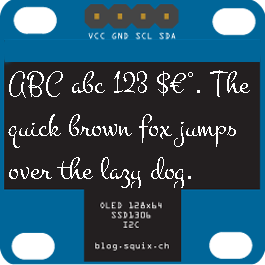 VCC GND SCL SDA
ABC abc 123 $€°. The
quick brown fox jumps
over the lazy dog.
OLED 128x64
SSD1306
I2C
blog.squix.ch